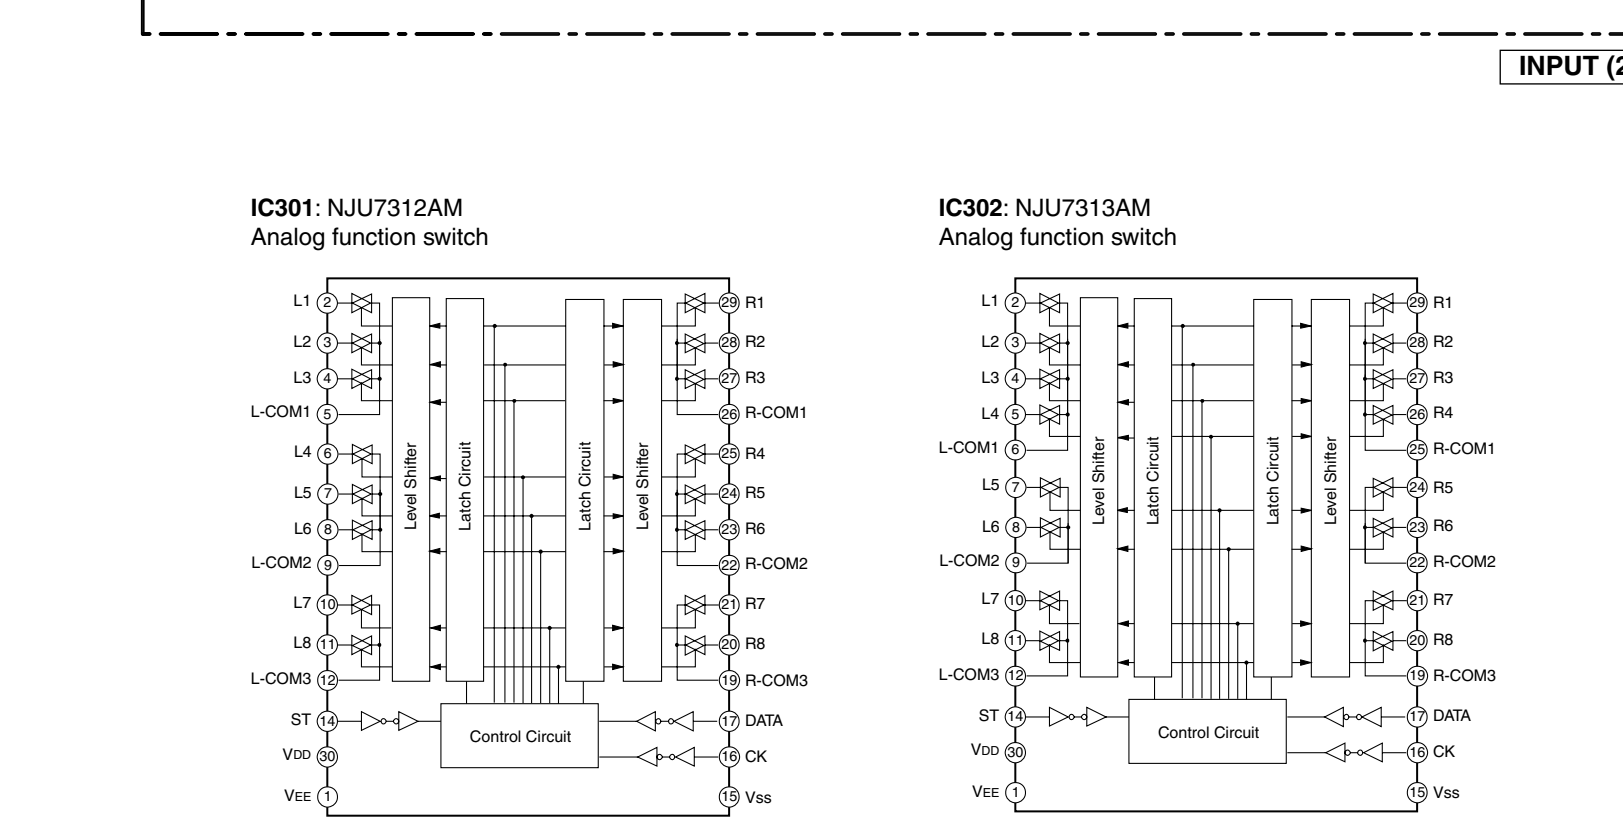 INPUT (2
IC301: NJU7312AM
Analog function switch
L1 2
L2 3
L3 4
L-COM1 5
L4 6
L5 7
L6 8
L-COM2 9
L7 10
L8 11
L-COM3 12
ST 14
VDD 30
VEE 1
Level Shifter
Latch Circuit
Latch Circuit
Level Shifter
Control Circuit
29 R1
28 R2
27 R3
26 R-COM1
25 R4
24 R5
23 R6
22 R-COM2
21 R7
20 R8
19 R-COM3
17 DATA
16 CK
15 Vss
IC302: NJU7313AM
Analog function switch
L1 2
L2 3
L3 4
L4 5
L-COM1 6
L5 7
L6 8
L-COM2 9
L7 10
L8 11
L-COM3 12
ST 14
VDD 30
VEE 1
Level Shifter
Latch Circuit
Latch Circuit
Level Shifter
Control Circuit
29 R1
28 R2
27 R3
26 R4
25 R-COM1
24 R5
23 R6
22 R-COM2
21 R7
20 R8
19 R-COM3
17 DATA
16 CK
15 Vss